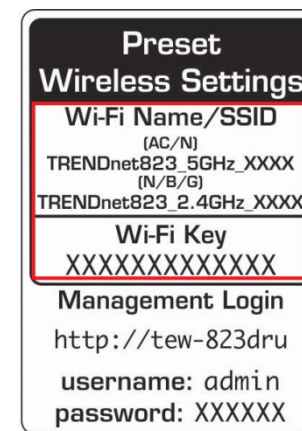 Preset
Wireless Settings
Wi-Fi Name/SSID
(AC/N)
TRENDnet823_5GHz_XXXX
(N/B/G)
TRENDnet823_2.4GHz_XXXX
Wi-Fi Key
XXXXXXXXXXXXX
Management Login
http://tew-823dru
username: admin
password: XXXXXX